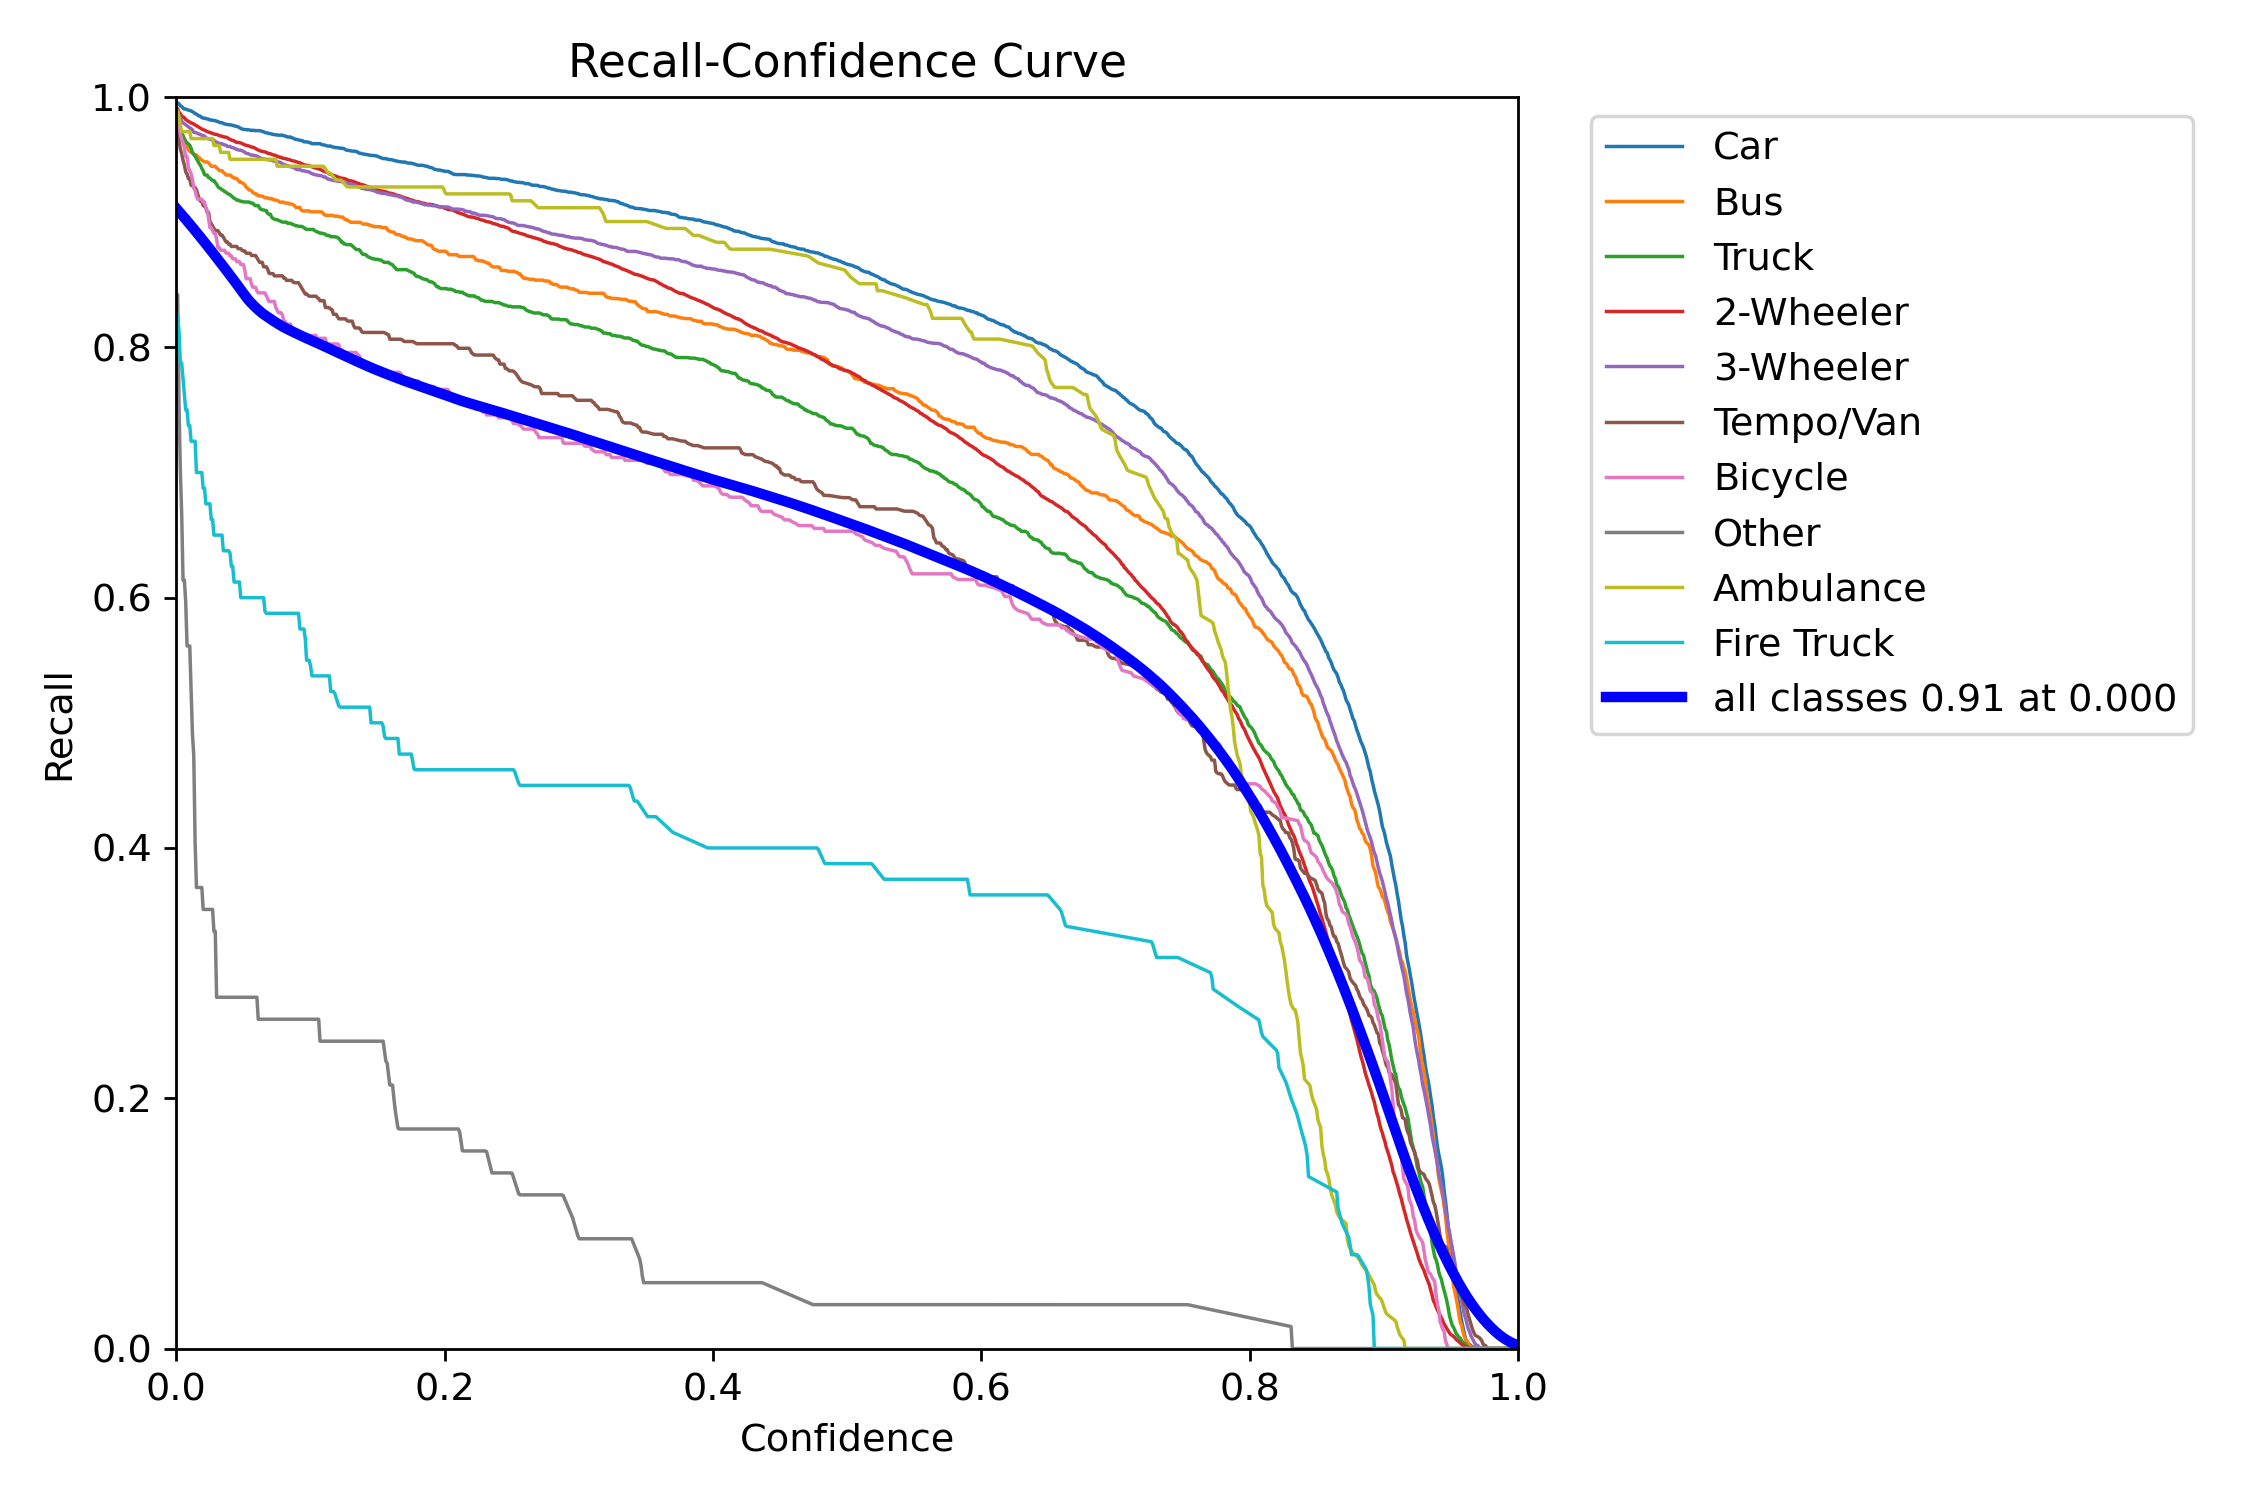 Recall-Confidence Curve
1.0
0.8
0.6
0.4
0.2
0.0
Recall
0.0 0.2 0.4 0.6 0.8 1.0
Confidence
Car
Bus
Truck
2-Wheeler
3-Wheeler
Tempo/Van
Bicycle
Other
Ambulance
Fire Truck
all classes 0.91 at 0.000